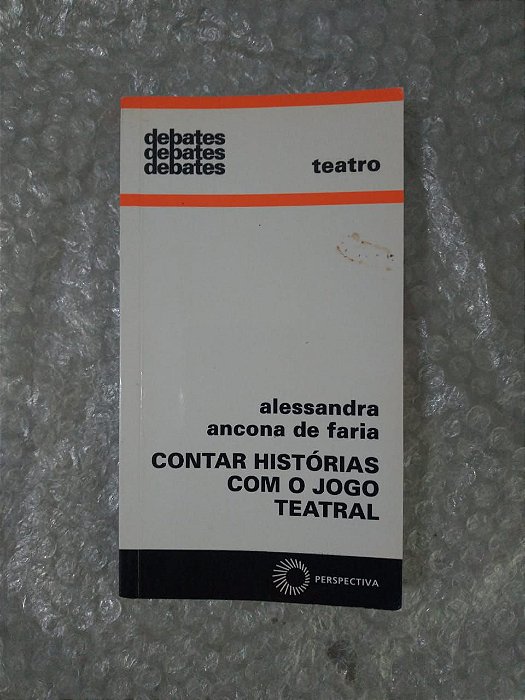 debates
debates
debates
teatro
alessandra
ancona de faria
CONTAR HISTÓRIAS
COM O JOGO
TEATRAL
PERSPECTIVA